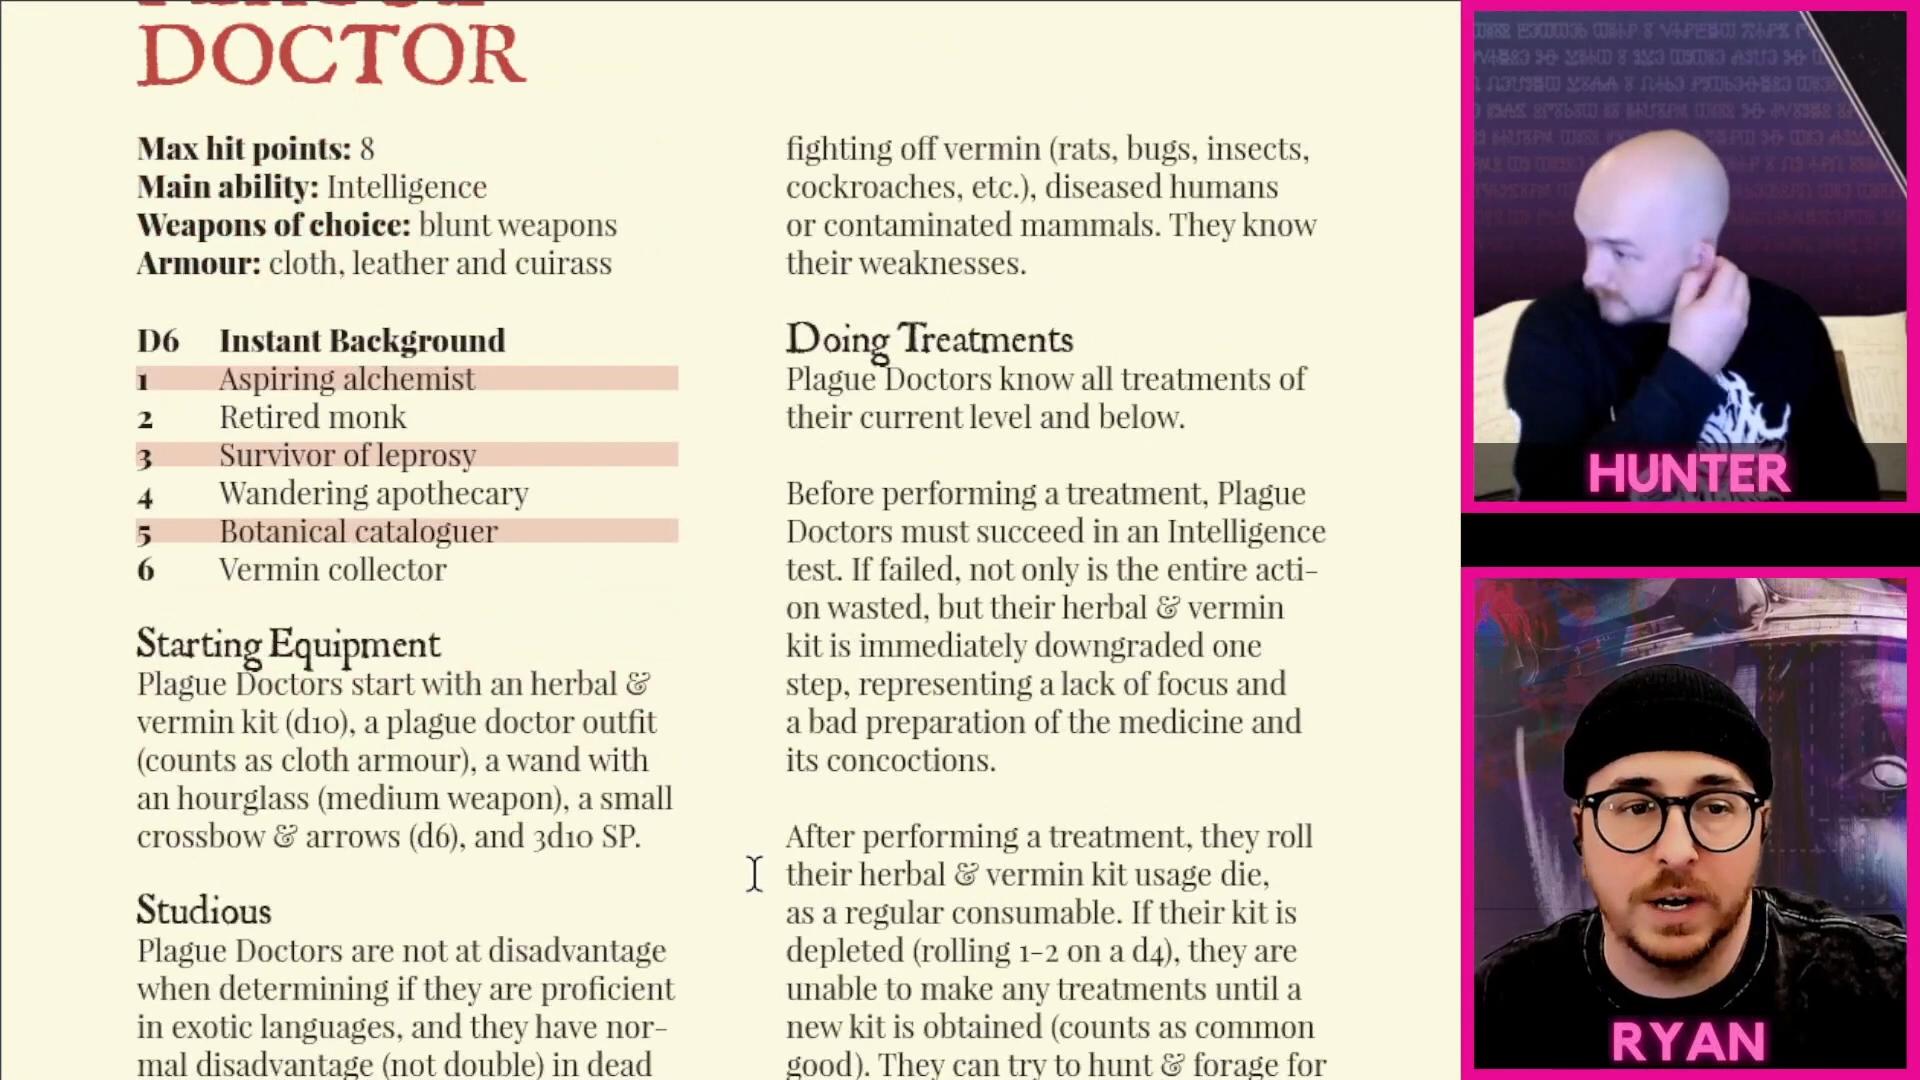 DOCTOR
Max hit points: 8
Main ability: Intelligence
Weapons of choice: blunt weapons
Armour: cloth, leather and cuirass
D6 Instant Background
1 Aspiring alchemist
2 Retired monk
3 Survivor of leprosy
4 Wandering apothecary
5 Botanical cataloguer
6 Vermin collector
Starting Equipment
Plague Doctors start with an herbal &
vermin kit (d10), a plague doctor outfit
(counts as cloth armour), a wand with
an hourglass (medium weapon), a small
crossbow & arrows (d6), and 3d10 SP.
Studious
Plague Doctors are not at disadvantage
when determining if they are proficient
in exotic languages, and they have nor-
mal disadvantage (not double) in dead
fighting off vermin (rats, bugs, insects,
cockroaches, etc.), diseased humans
or contaminated mammals. They know
their weaknesses.
Doing Treatments
Plague Doctors know all treatments of
their current level and below.
Before performing a treatment, Plague
Doctors must succeed in an Intelligence
test. If failed, not only is the entire acti-
on wasted, but their herbal & vermin
kit is immediately downgraded one
step, representing a lack of focus and
a bad preparation of the medicine and
its concoctions.
After performing a treatment, they roll
their herbal & vermin kit usage die,
as a regular consumable. If their kit is
depleted (rolling 1-2 on a d4), they are
unable to make any treatments until a
new kit is obtained (counts as common
good). They can try to hunt & forage for
HUNTER
RYAN